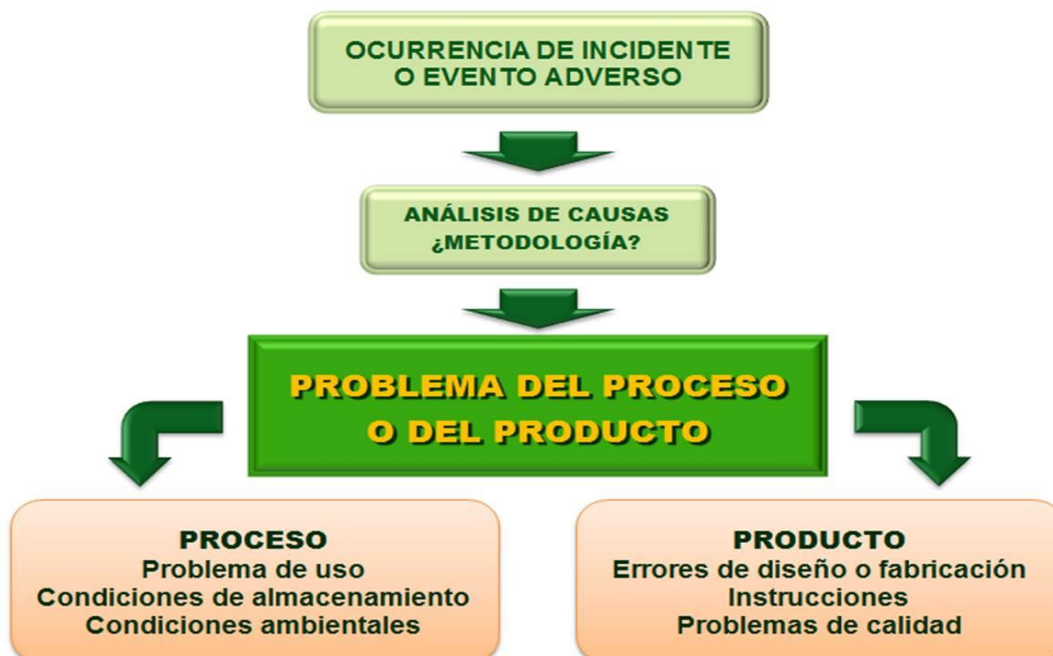 OCURRENCIA DE INCIDENTE
O EVENTO ADVERSO
ANÁLISIS DE CAUSAS
¿METODOLOGÍA?
PROBLEMA DEL PROCESO
O DEL PRODUCTO
PROCESO
Problema de uso
Condiciones de almacenamiento
Condiciones ambientales
PRODUCTO
Errores de diseño o fabricación
Instrucciones
Problemas de calidad